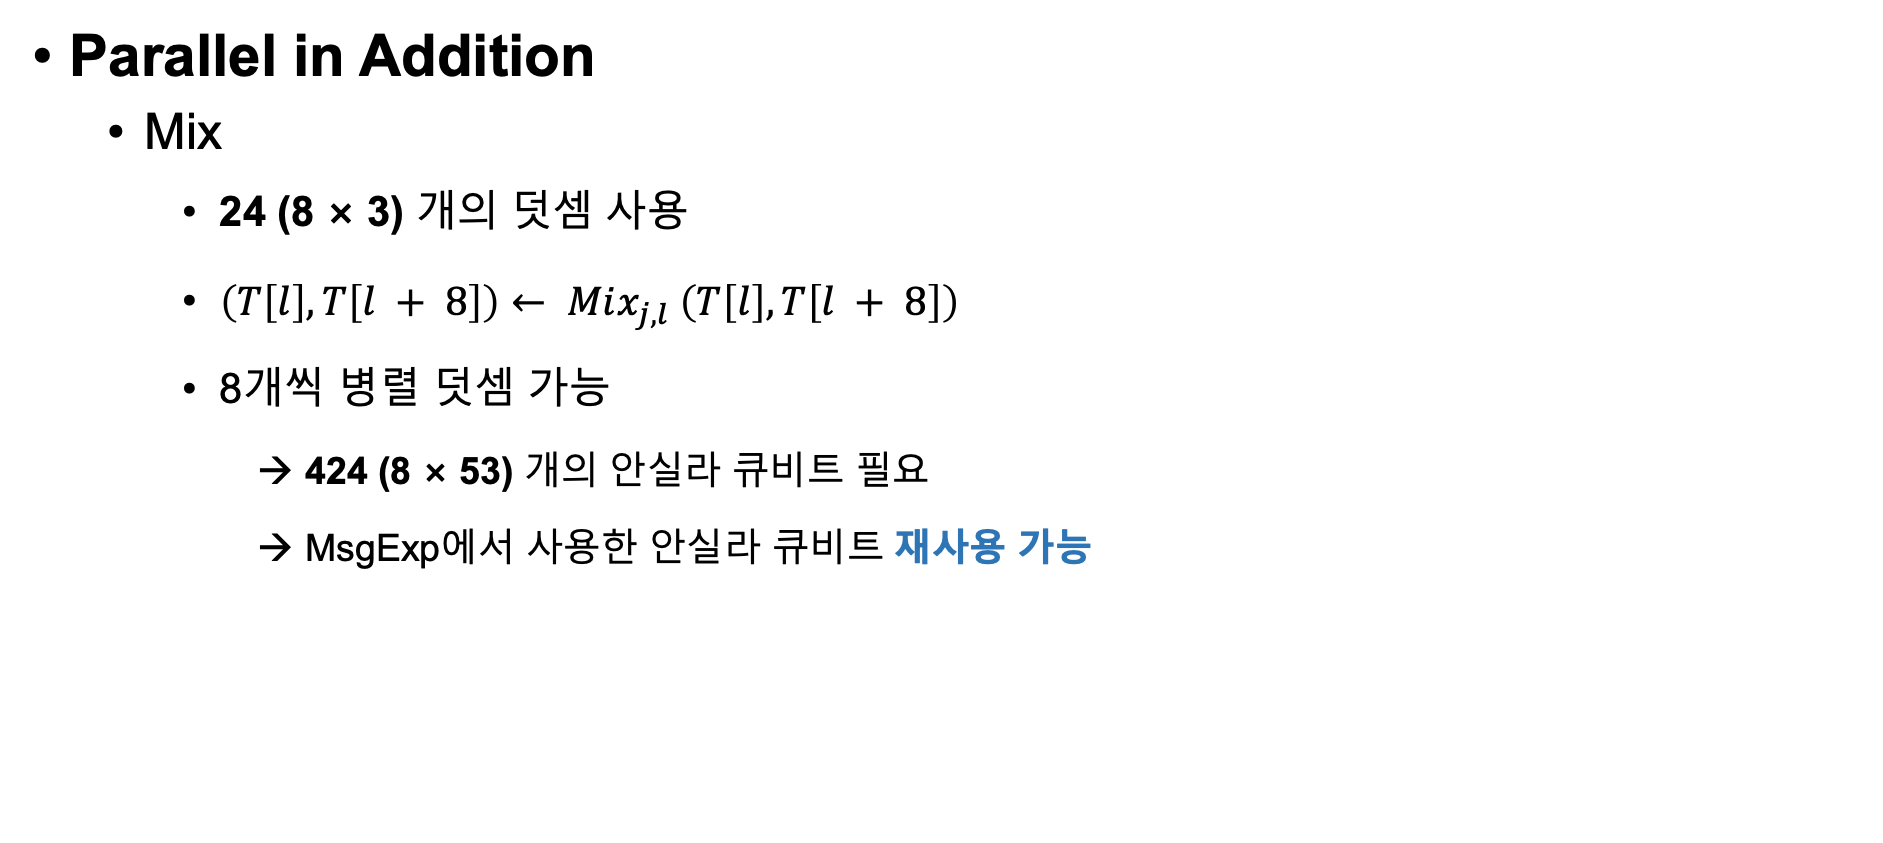 • Parallel in Addition
• Mix
• 24 (8 × 3) 개의 덧셈 사용
• (T[l], T[l + 8]) ← Mix_{j,l} (T[l], T[l + 8])
• 8개씩 병렬 덧셈 가능
→ 424 (8 × 53) 개의 안실라 큐비트 필요
→ MsgExp에서 사용한 안실라 큐비트 재사용 가능